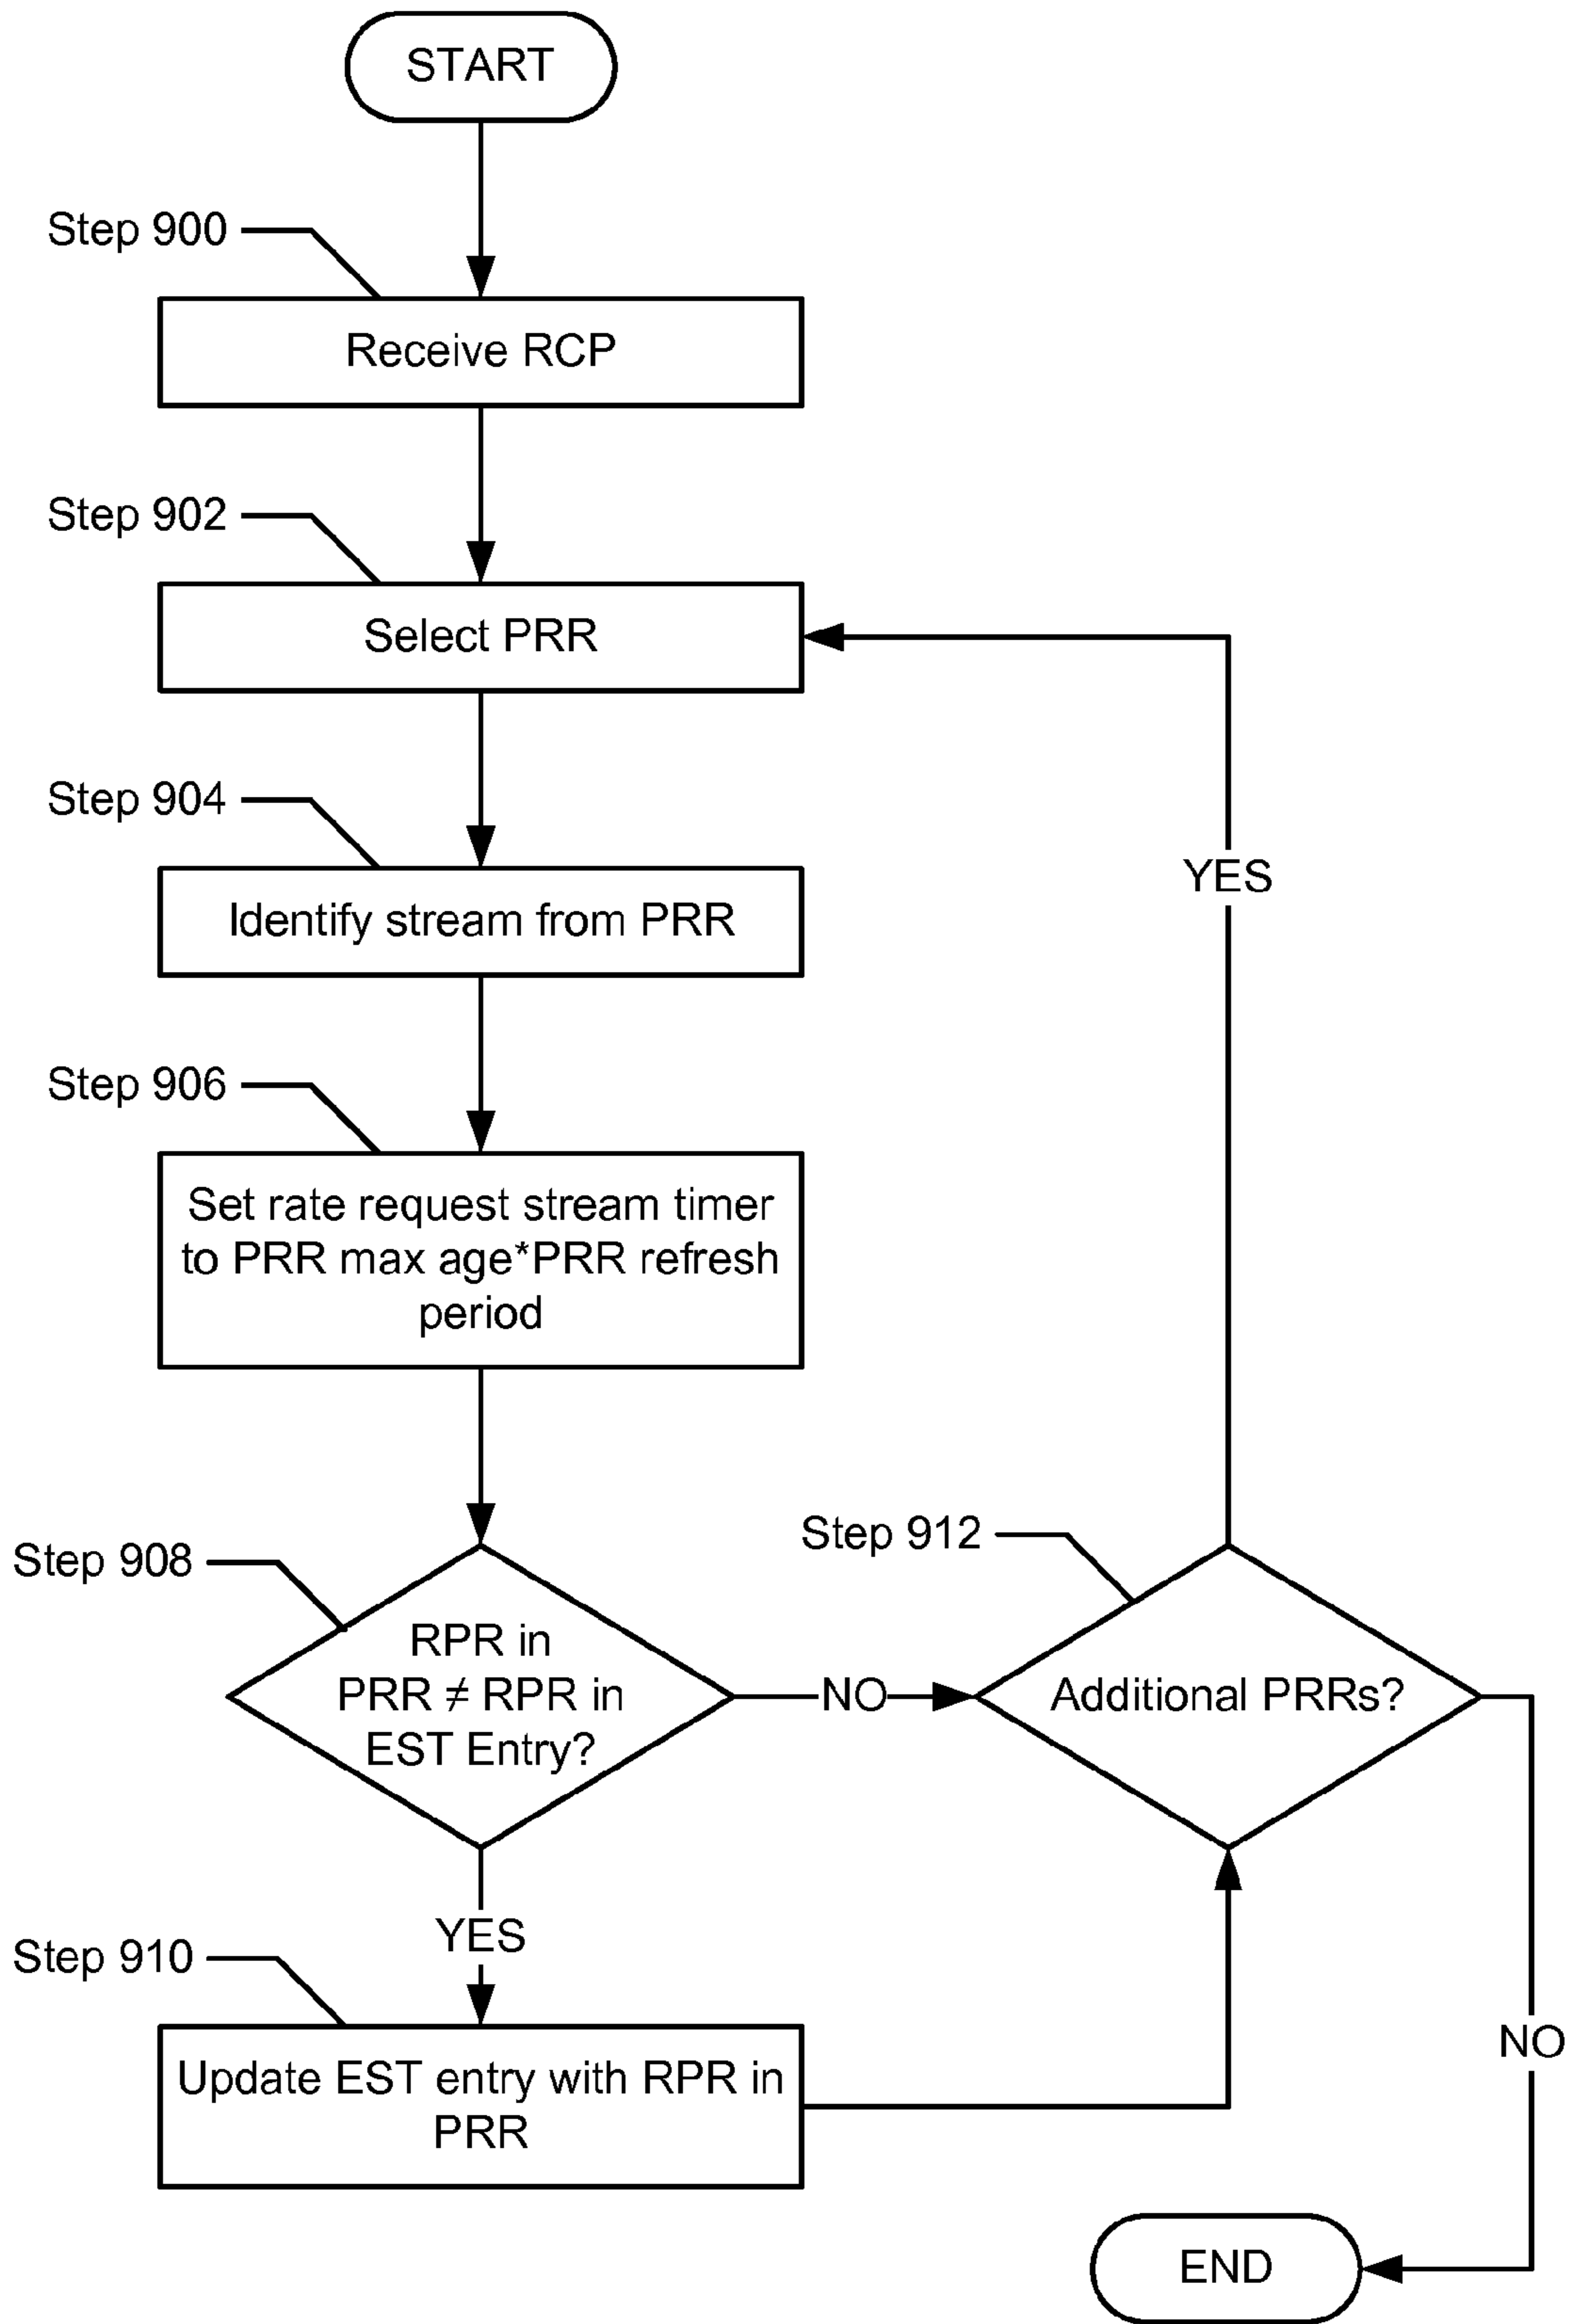 START
Step 900
Receive RCP
Step 902
Select PRR
Step 904
Identify stream from PRR
YES
Step 906
Set rate request stream timer
to PRR max age*PRR refresh
period
Step 908
RPR in
PRR ≠ RPR in
EST Entry?
NO
Step 912
Additional PRRs?
YES
Step 910
Update EST entry with RPR in
PRR
NO
END